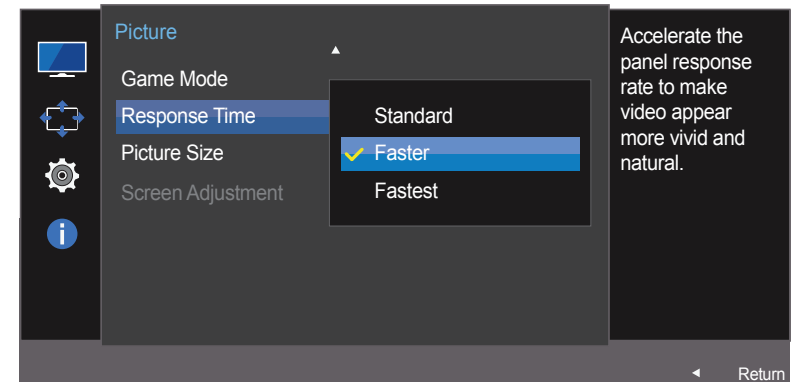 Picture
Game Mode
Response Time
Picture Size
Screen Adjustment
Standard
Faster
Fastest
Accelerate the
panel response
rate to make
video appear
more vivid and
natural.
Return